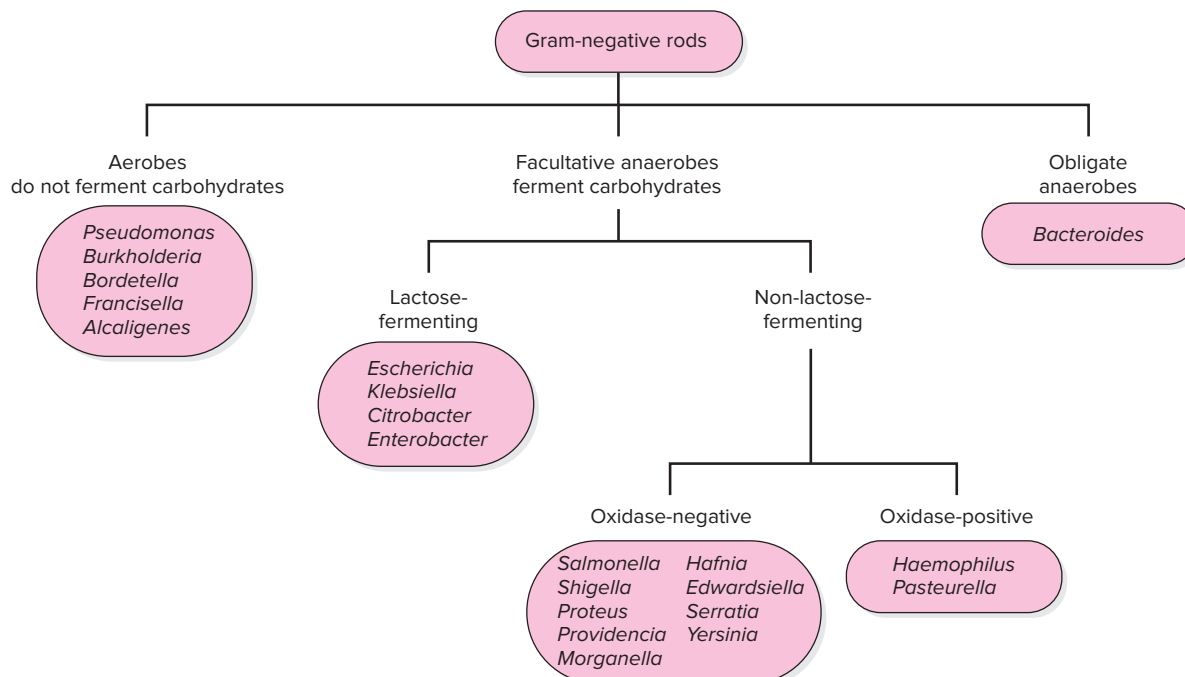 Gram-negative rods
Aerobes
do not ferment carbohydrates
Pseudomonas
Burkholderia
Bordetella
Francisella
Alcaligenes
Facultative anaerobes
ferment carbohydrates
Obligate
anaerobes
Bacteroides
Lactose-
fermenting
Escherichia
Klebsiella
Citrobacter
Enterobacter
Non-lactose-
fermenting
Oxidase-negative
Salmonella
Shigella
Proteus
Providencia
Morganella
Hafnia
Edwardsiella
Serratia
Yersinia
Oxidase-positive
Haemophilus
Pasteurella